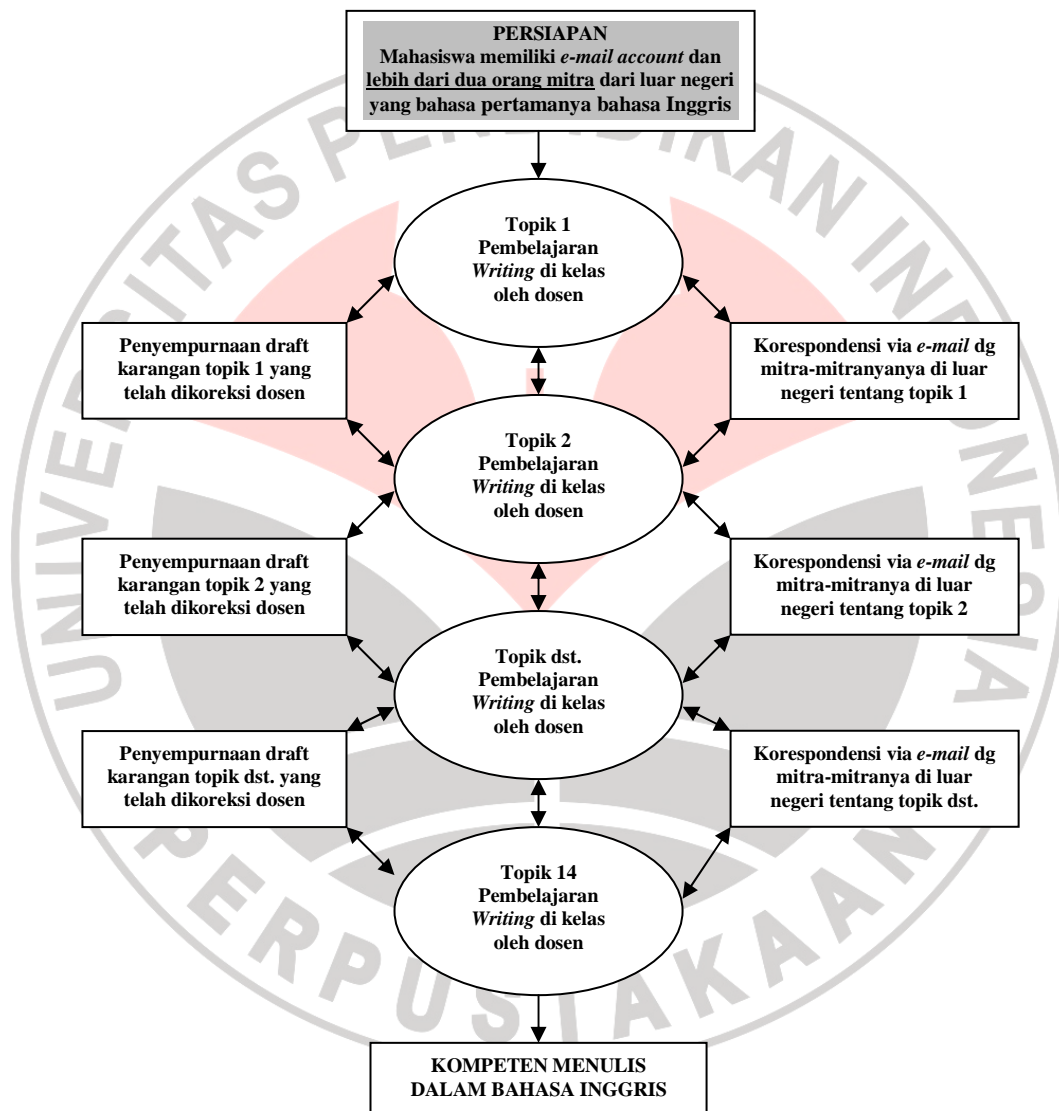 PERSIAPAN
Mahasiswa memiliki e-mail account dan
lebih dari dua orang mitra dari luar negeri
yang bahasa pertamanya bahasa Inggris
Topik 1
Pembelajaran
Writing di kelas
oleh dosen
Penyempurnaan draft
karangan topik 1 yang
telah dikoreksi dosen
Korespondensi via e-mail dg
mitra-mitranyanya di luar
negeri tentang topik 1
Topik 2
Pembelajaran
Writing di kelas
oleh dosen
Penyempurnaan draft
karangan topik 2 yang
telah dikoreksi dosen
Korespondensi via e-mail dg
mitra-mitranya di luar
negeri tentang topik 2
Topik dst.
Pembelajaran
Writing di kelas
oleh dosen
Penyempurnaan draft
karangan topik dst. yang
telah dikoreksi dosen
Korespondensi via e-mail dg
mitra-mitranya di luar
negeri tentang topik dst.
Topik 14
Pembelajaran
Writing di kelas
oleh dosen
KOMPETEN MENULIS
DALAM BAHASA INGGRIS
UNIVERSITAS PENDIDIKAN INDONESIA
PERPUSTAKAAN